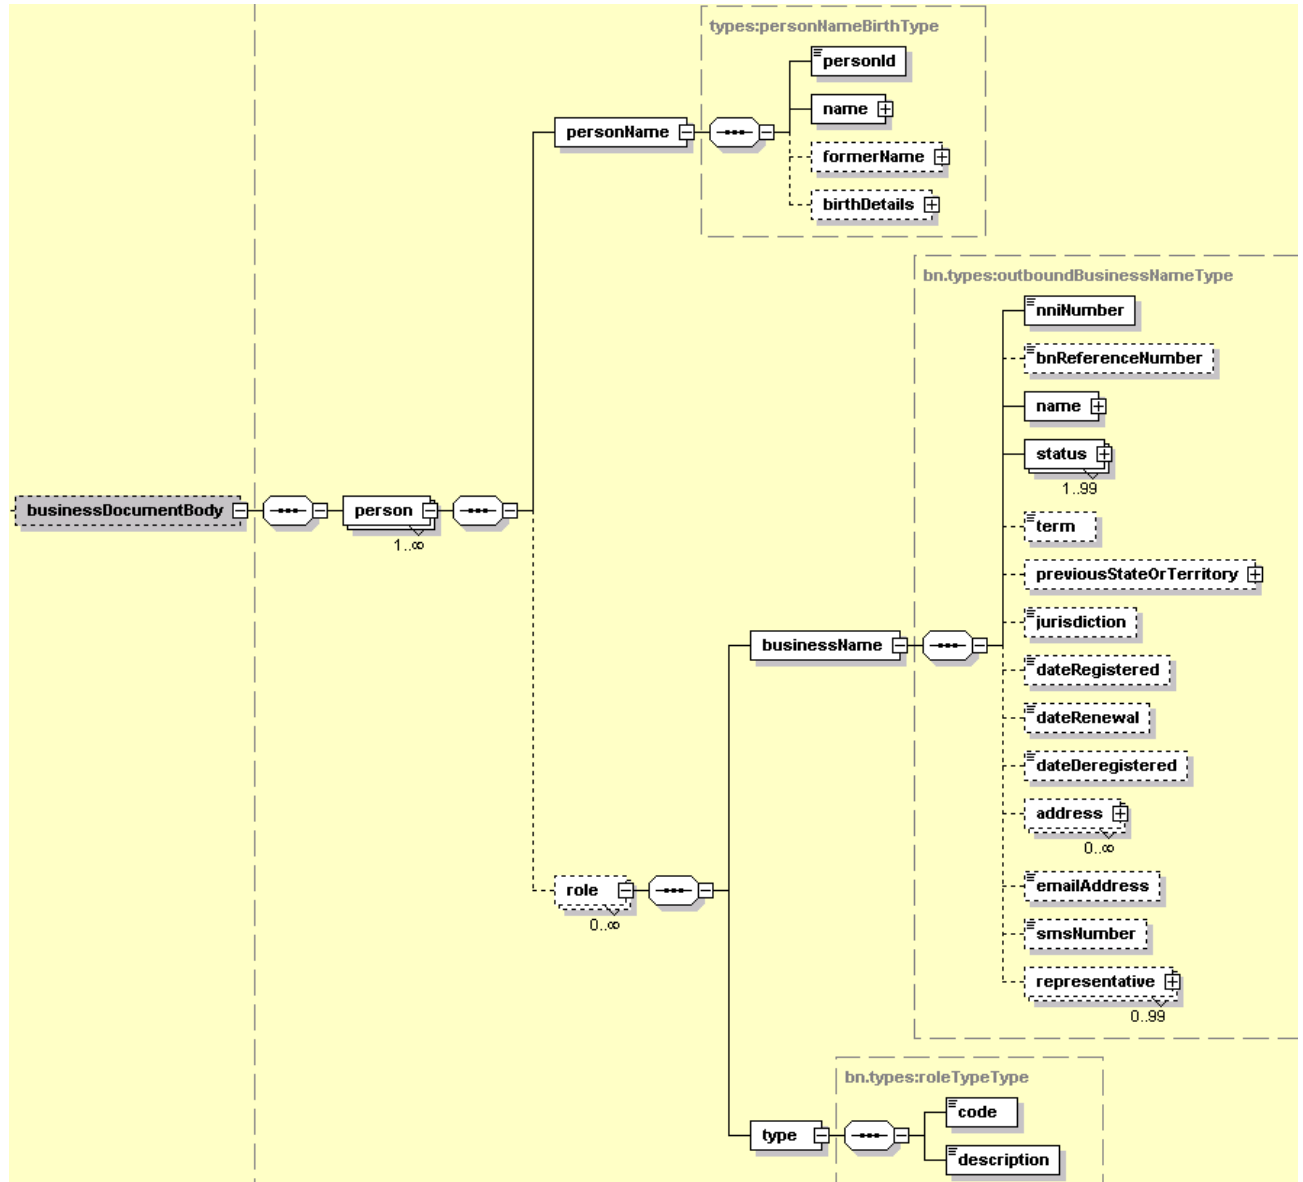 types:personNameBirthType
personId
name
personName
formerName
birthDetails
bn.types:outboundBusinessNameType
nniNumber
bnReferenceNumber
name
status
1..99
businessDocumentBody
person
1..∞
term
previousStateOrTerritory
jurisdiction
businessName
dateRegistered
dateRenewal
dateDeregistered
address
0..∞
role
0..∞
emailAddress
smsNumber
representative
0..99
bn.types:roleTypeType
code
type
description